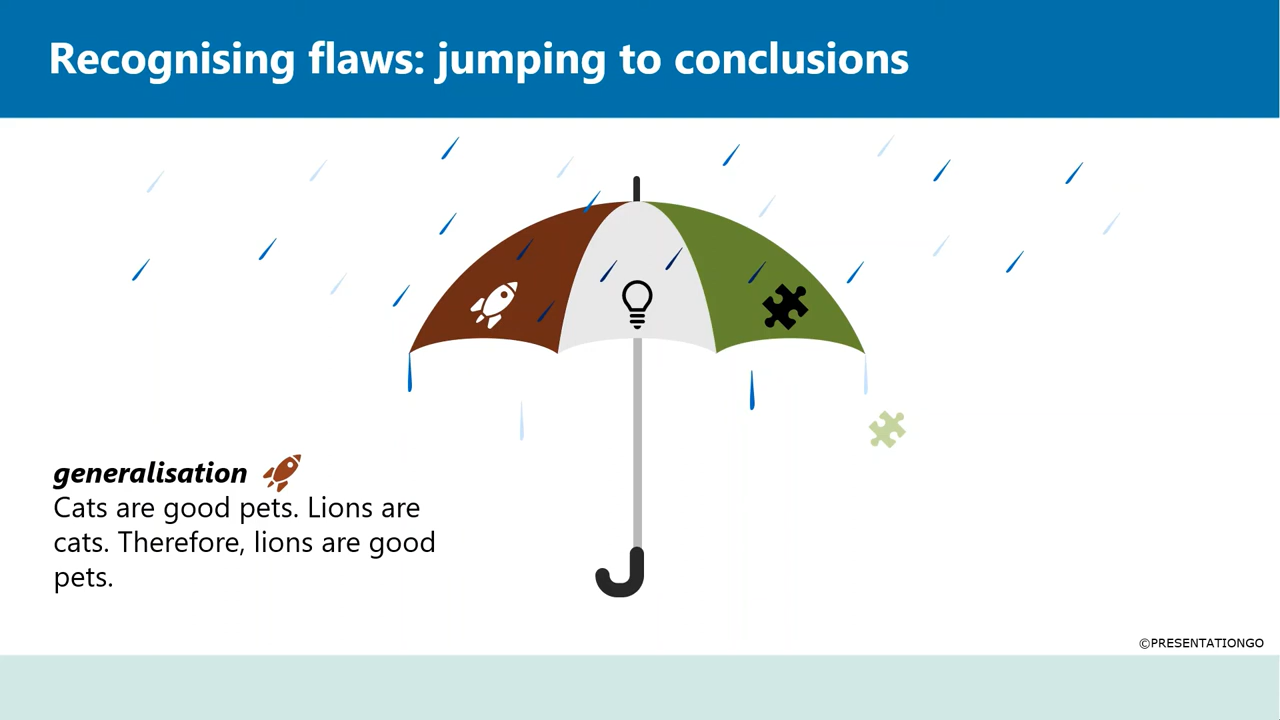 Recognising flaws: jumping to conclusions
generalisation
Cats are good pets. Lions are
cats. Therefore, lions are good
pets.
©PRESENTATIONGO